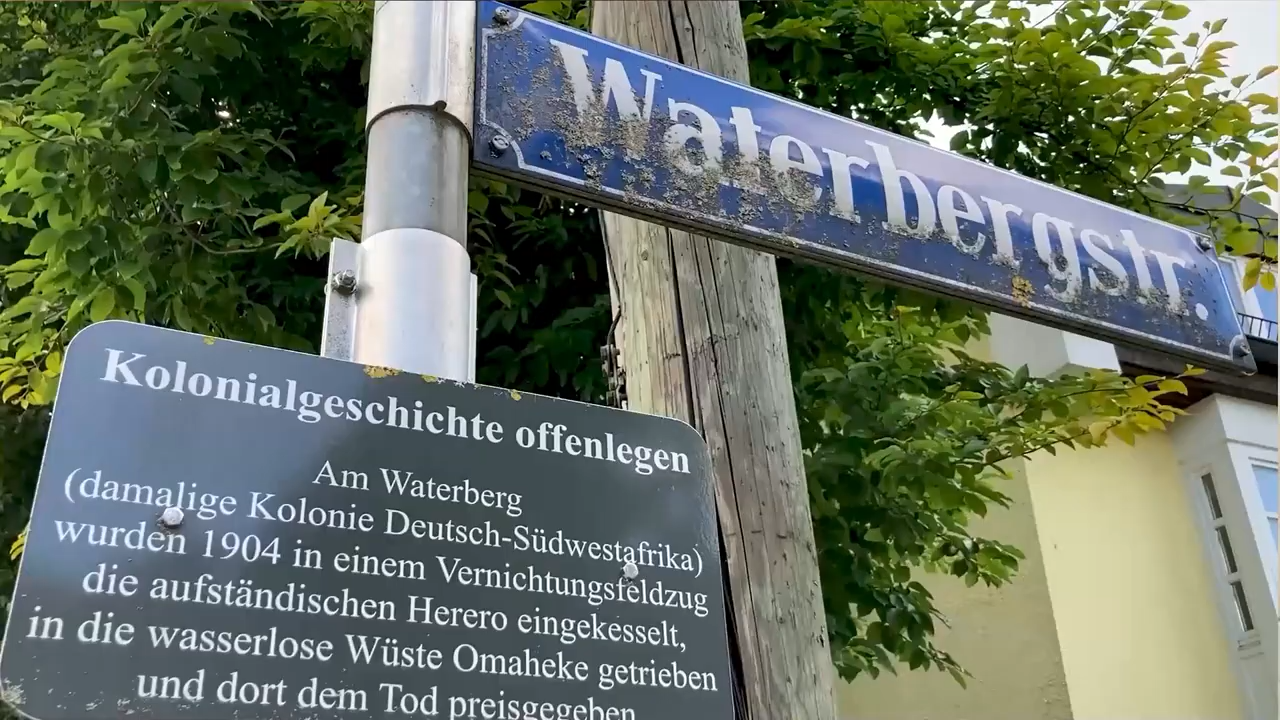 Waterbergstr.
Kolonialgeschichte offenlegen
Am Waterberg
(damalige Kolonie Deutsch-Südwestafrika)
wurden 1904 in einem Vernichtungsfeldzug
die aufständischen Herero eingekesselt,
in die wasserlose Wüste Omaheke getrieben
und dort dem Tod preisgegeben